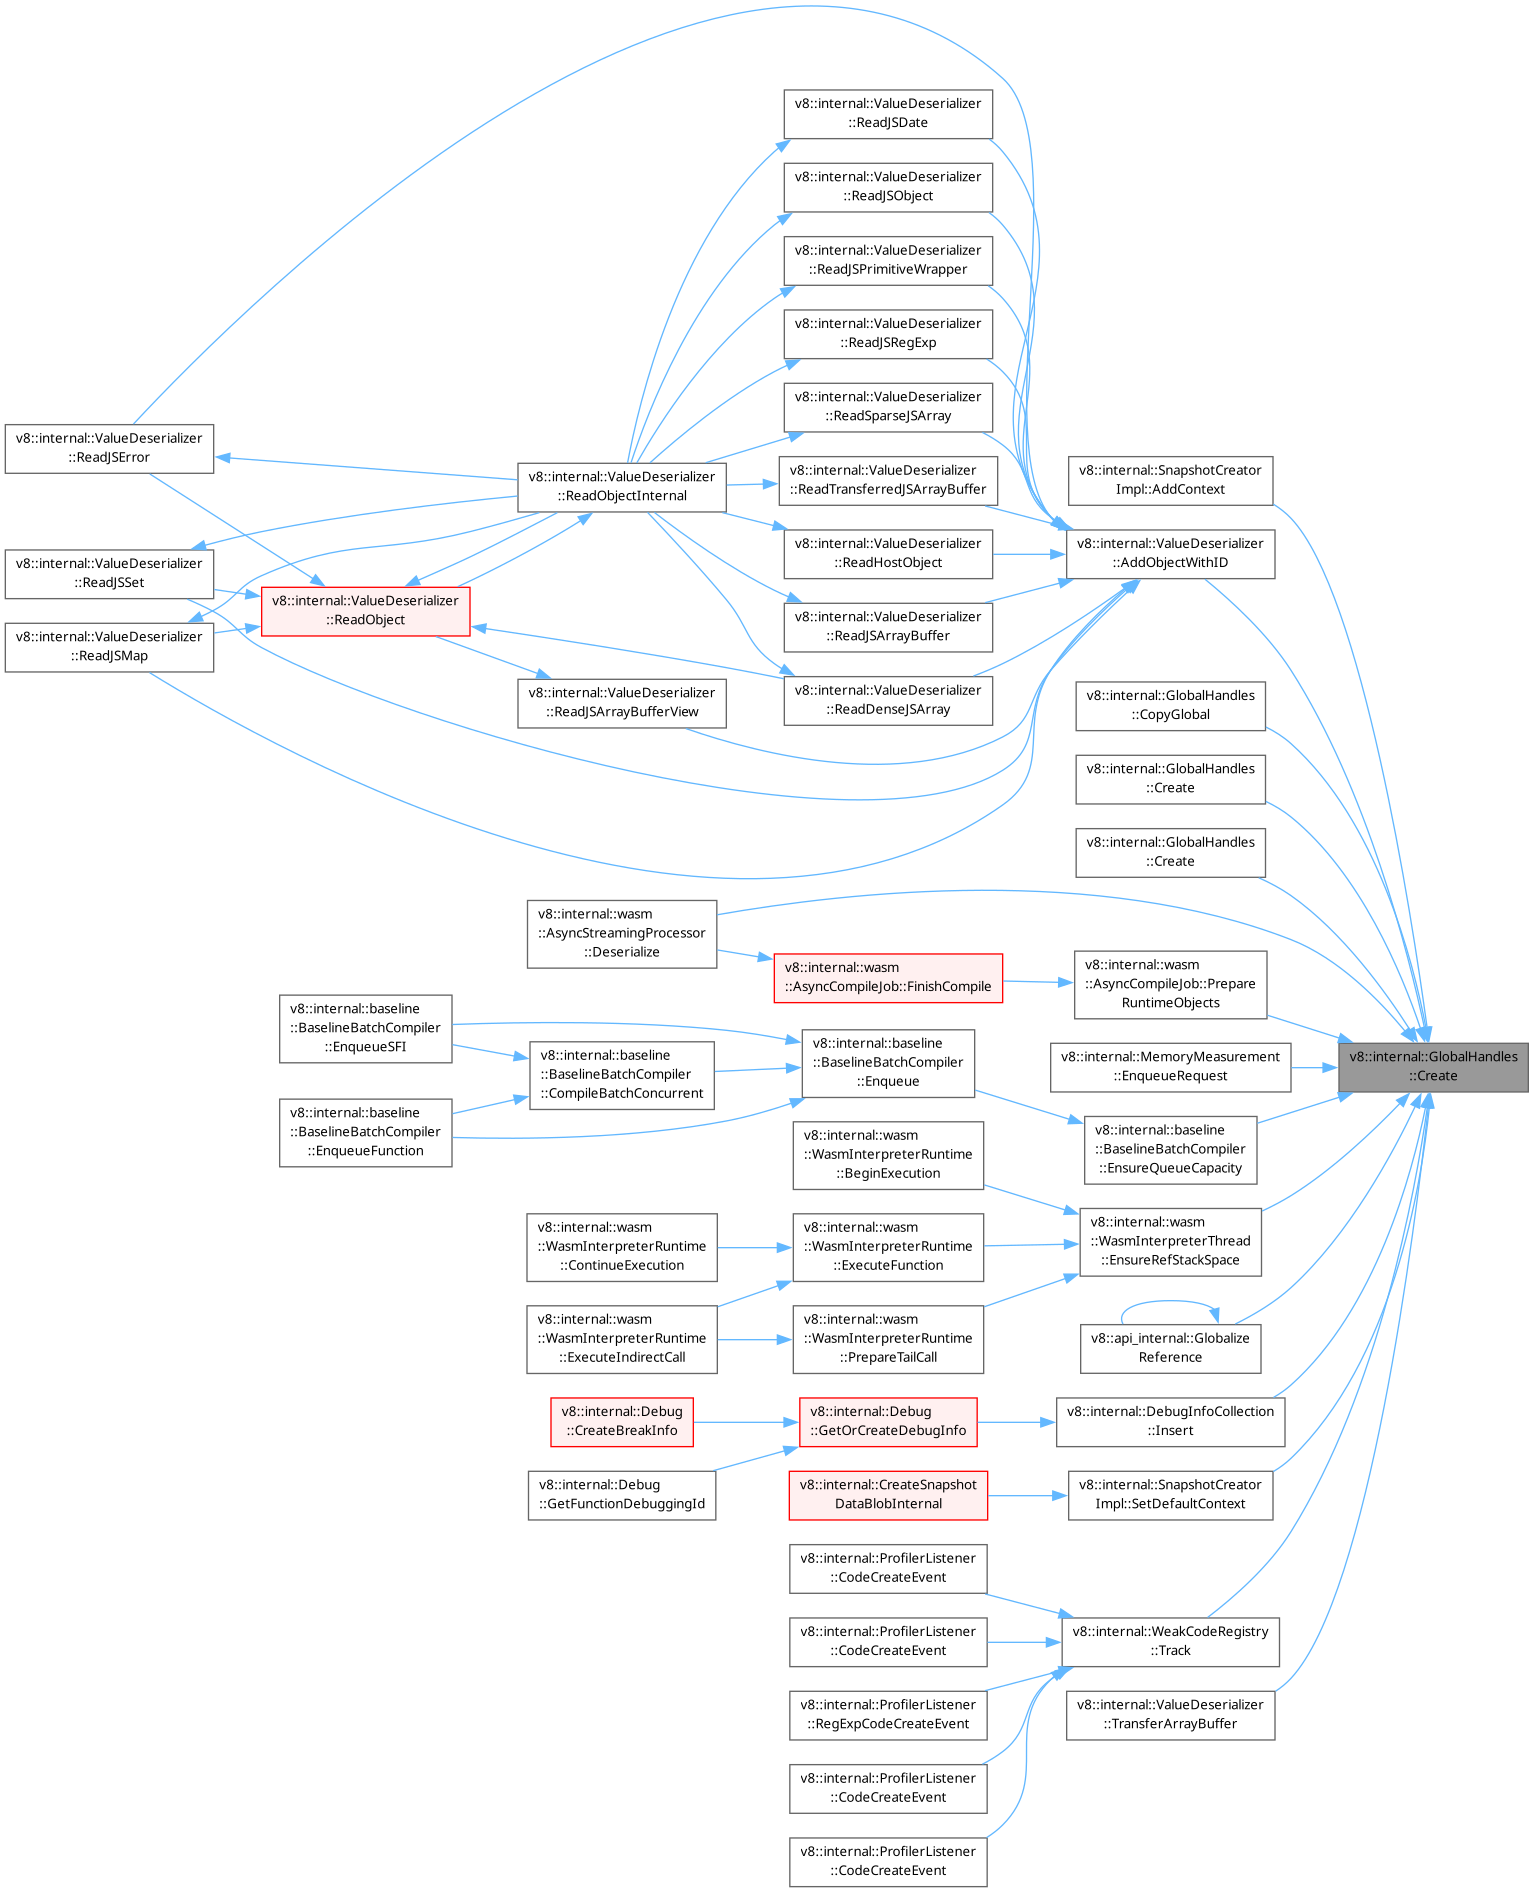 v8::internal::ValueDeserializer
::ReadJSDate
v8::internal::ValueDeserializer
::ReadJSObject
v8::internal::ValueDeserializer
::ReadJSPrimitiveWrapper
v8::internal::ValueDeserializer
::ReadJSRegExp
v8::internal::ValueDeserializer
::ReadSparseJSArray
v8::internal::ValueDeserializer
::ReadJSError
v8::internal::ValueDeserializer
::ReadObjectInternal
v8::internal::ValueDeserializer
::ReadTransferredJSArrayBuffer
v8::internal::SnapshotCreator
Impl::AddContext
v8::internal::ValueDeserializer
::ReadHostObject
v8::internal::ValueDeserializer
::AddObjectWithID
v8::internal::ValueDeserializer
::ReadJSSet
v8::internal::ValueDeserializer
::ReadObject
v8::internal::ValueDeserializer
::ReadJSArrayBuffer
v8::internal::ValueDeserializer
::ReadJSMap
v8::internal::ValueDeserializer
::ReadJSArrayBufferView
v8::internal::ValueDeserializer
::ReadDenseJSArray
v8::internal::GlobalHandles
::CopyGlobal
v8::internal::GlobalHandles
::Create
v8::internal::GlobalHandles
::Create
v8::internal::wasm
::AsyncStreamingProcessor
::Deserialize
v8::internal::wasm
::AsyncCompileJob::FinishCompile
v8::internal::wasm
::AsyncCompileJob::Prepare
RuntimeObjects
v8::internal::baseline
::BaselineBatchCompiler
::EnqueueSFI
v8::internal::baseline
::BaselineBatchCompiler
::CompileBatchConcurrent
v8::internal::baseline
::BaselineBatchCompiler
::Enqueue
v8::internal::MemoryMeasurement
::EnqueueRequest
v8::internal::GlobalHandles
::Create
v8::internal::baseline
::BaselineBatchCompiler
::EnqueueFunction
v8::internal::wasm
::WasmInterpreterRuntime
::BeginExecution
v8::internal::baseline
::BaselineBatchCompiler
::EnsureQueueCapacity
v8::internal::wasm
::WasmInterpreterRuntime
::ContinueExecution
v8::internal::wasm
::WasmInterpreterRuntime
::ExecuteFunction
v8::internal::wasm
::WasmInterpreterThread
::EnsureRefStackSpace
v8::internal::wasm
::WasmInterpreterRuntime
::ExecuteIndirectCall
v8::internal::wasm
::WasmInterpreterRuntime
::PrepareTailCall
v8::api_internal::Globalize
Reference
v8::internal::Debug
::CreateBreakInfo
v8::internal::Debug
::GetOrCreateDebugInfo
v8::internal::DebugInfoCollection
::Insert
v8::internal::Debug
::GetFunctionDebuggingId
v8::internal::CreateSnapshot
DataBlobInternal
v8::internal::SnapshotCreator
Impl::SetDefaultContext
v8::internal::ProfilerListener
::CodeCreateEvent
v8::internal::ProfilerListener
::CodeCreateEvent
v8::internal::WeakCodeRegistry
::Track
v8::internal::ProfilerListener
::RegExpCodeCreateEvent
v8::internal::ValueDeserializer
::TransferArrayBuffer
v8::internal::ProfilerListener
::CodeCreateEvent
v8::internal::ProfilerListener
::CodeCreateEvent